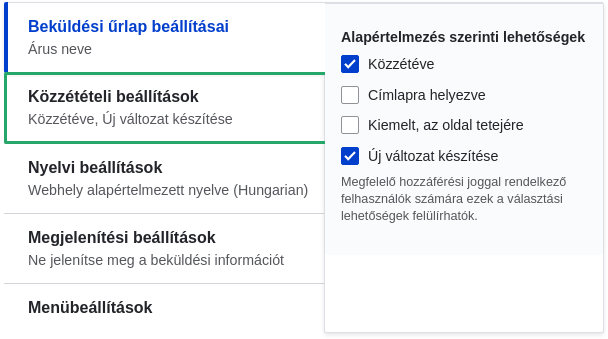 Beküldési űrlap beállításai
Árus neve
Közzétételi beállítások
Közzétéve, Új változat készítése
Nyelvi beállítások
Webhely alapértelmezett nyelve (Hungarian)
Megjelenítési beállítások
Ne jelenítse meg a beküldési információt
Menübeállítások
Alapértelmezés szerinti lehetőségek
Közzétéve
Címlapra helyezve
Kiemelt, az oldal tetejére
Új változat készítése
Megfelelő hozzáférési joggal rendelkező
felhasználók számára ezek a választási
lehetőségek felülírhatók.